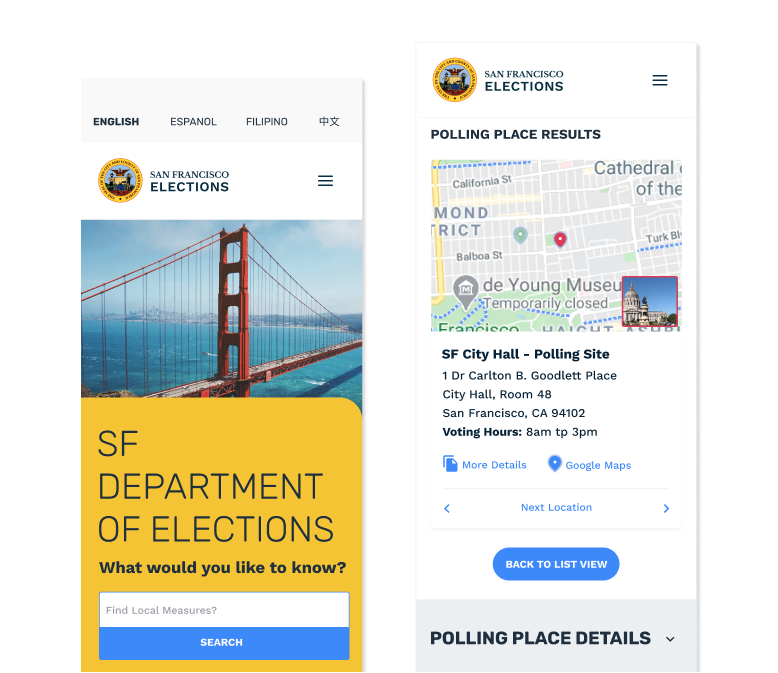 ENGLISH ESPANOL FILIPINO 中文
SAN FRANCISCO
ELECTIONS
SF
DEPARTMENT
OF ELECTIONS
What would you like to know?
Find Local Measures?
SEARCH
SAN FRANCISCO
ELECTIONS
POLLING PLACE RESULTS
Cathedral
of the
California St
MOND
TRICT
Turk Bl
Balboa St
de Young Museu
Temporarily closed
Francisco
HAIGHT ASHB
SF City Hall - Polling Site
1 Dr Carlton B. Goodlett Place
City Hall, Room 48
San Francisco, CA 94102
Voting Hours: 8am tp 3pm
More Details Google Maps
Next Location
BACK TO LIST VIEW
POLLING PLACE DETAILS